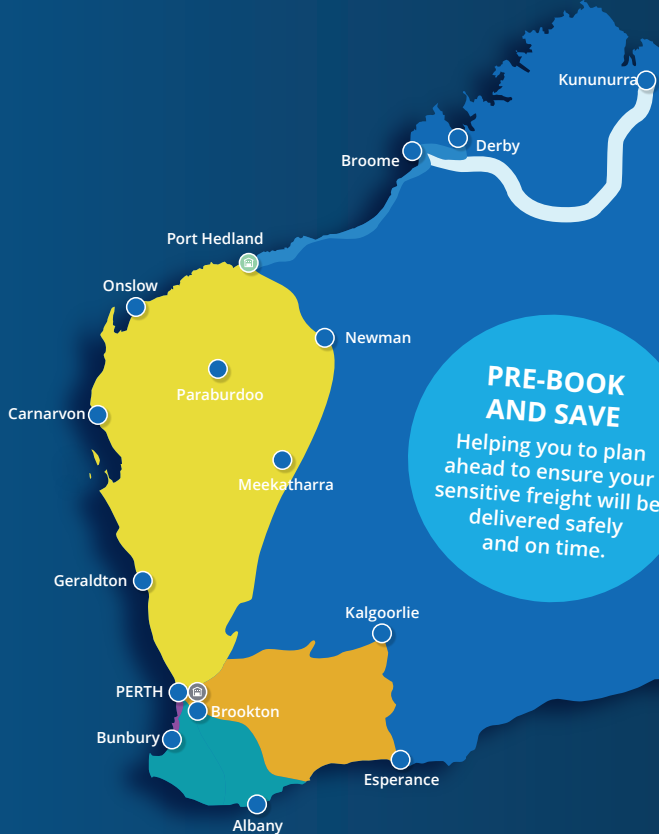 Kununurra
Derby
Broome
Port Hedland
Onslow
Newman
Paraburdoo
Carnarvon
Meekatharra
PRE-BOOK
AND SAVE
Helping you to plan
ahead to ensure your
sensitive freight will be
delivered safely
and on time.
Geraldton
Kalgoorlie
PERTH
Brookton
Bunbury
Esperance
Albany